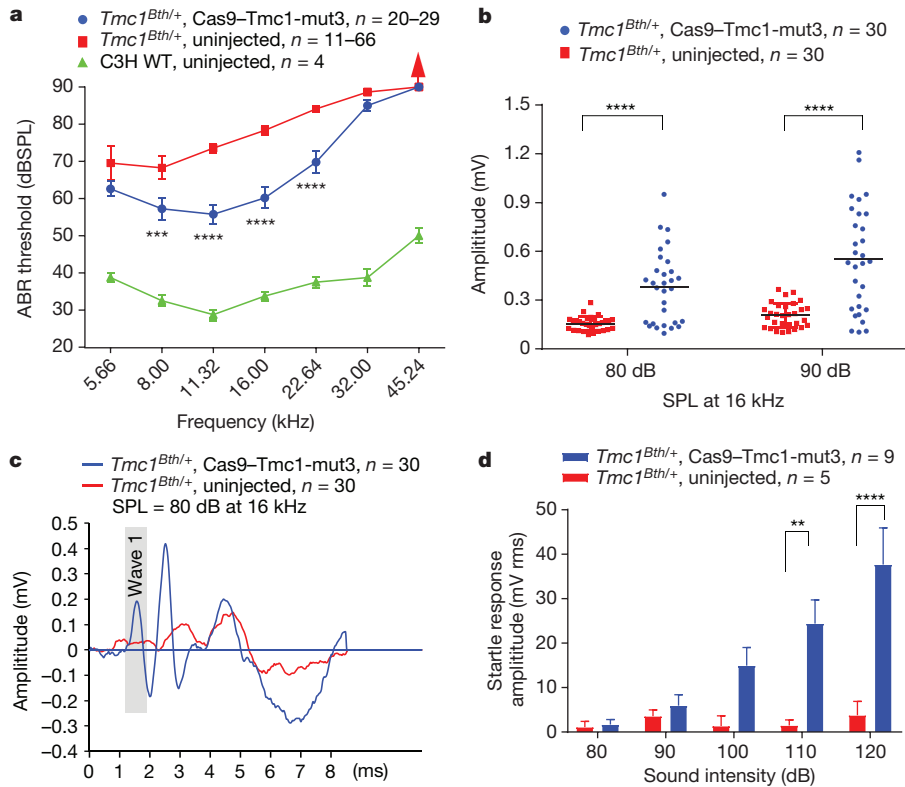 a
Tmc1Bth/+, Cas9–Tmc1-mut3, n = 20–29
Tmc1Bth/+, uninjected, n = 11–66
C3H WT, uninjected, n = 4
ABR threshold (dBSPL)
90
80
70
60
50
40
30
20
***
****
****
****
5.66
8.00
11.32
16.00
22.64
32.00
45.24
Frequency (kHz)
b
Tmc1Bth/+, Cas9–Tmc1-mut3, n = 30
Tmc1Bth/+, uninjected, n = 30
Amplititude (mV)
1.5
1.2
0.9
0.6
0.3
0
****
****
80 dB
90 dB
SPL at 16 kHz
c
Tmc1Bth/+, Cas9–Tmc1-mut3, n = 30
Tmc1Bth/+, uninjected, n = 30
SPL = 80 dB at 16 kHz
Amplititude (mV)
0.5
0.4
0.3
0.2
0.1
0
−0.1
−0.2
−0.3
−0.4
Wave 1
0 1 2 3 4 5 6 7 8 (ms)
d
Tmc1Bth/+, Cas9–Tmc1-mut3, n = 9
Tmc1Bth/+, uninjected, n = 5
Startle response
amplititude (mV rms)
50
40
30
20
10
0
**
****
80
90
100
110
120
Sound intensity (dB)